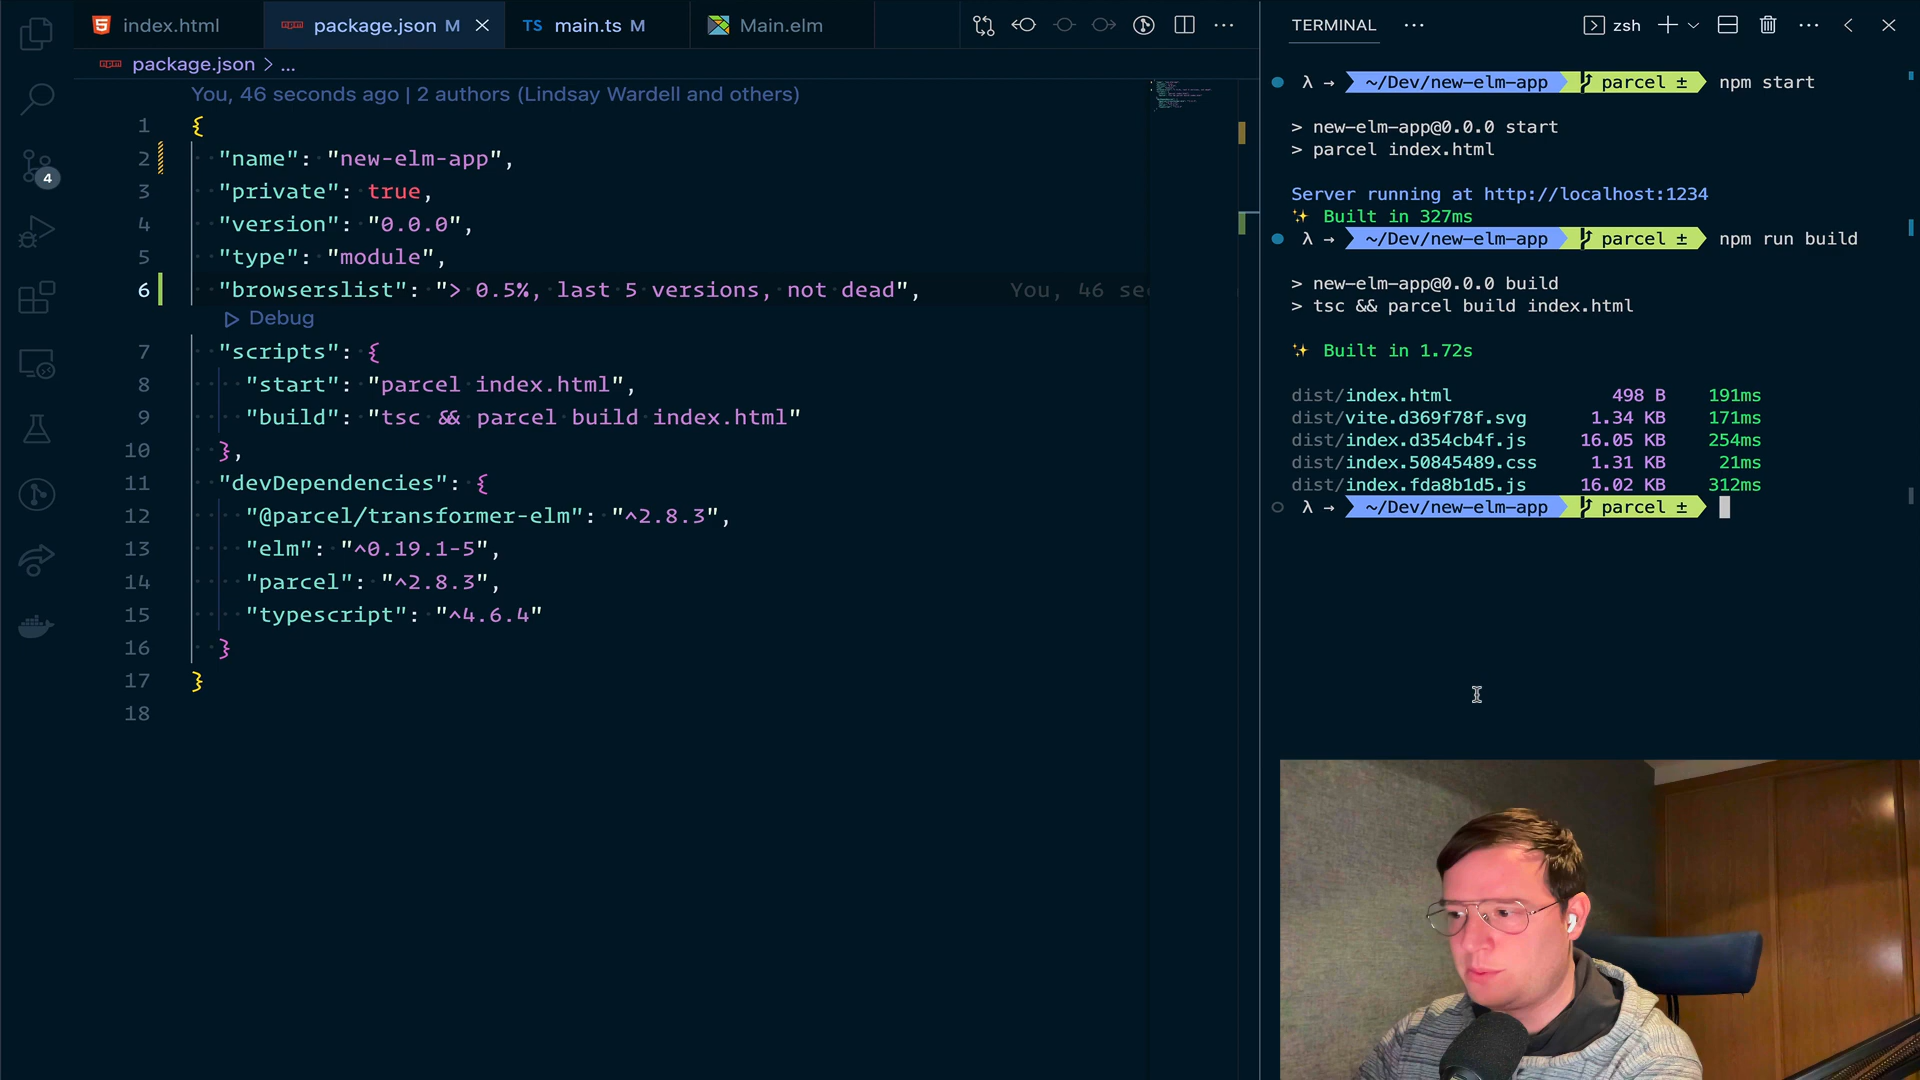 index.html
package.json M
TS main.ts M
Main.elm
package.json > ...
You, 46 seconds ago | 2 authors (Lindsay Wardell and others)
1 {
2 "name": "new-elm-app",
3 "private": true,
4 "version": "0.0.0",
5 "type": "module",
6 "browserslist": "> 0.5%, last 5 versions, not dead", You, 46 sec
Debug
7 "scripts": {
8 "start": "parcel index.html",
9 "build": "tsc && parcel build index.html"
10 },
11 "devDependencies": {
12 "@parcel/transformer-elm": "^2.8.3",
13 "elm": "^0.19.1-5",
14 "parcel": "^2.8.3",
15 "typescript": "^4.6.4"
16 }
17 }
18
4
TERMINAL
zsh
λ → ~/Dev/new-elm-app parcel ± npm start
> new-elm-app@0.0.0 start
> parcel index.html
Server running at http://localhost:1234
✨ Built in 327ms
λ → ~/Dev/new-elm-app parcel ± npm run build
> new-elm-app@0.0.0 build
> tsc && parcel build index.html
✨ Built in 1.72s
dist/index.html 498 B 191ms
dist/vite.d369f78f.svg 1.34 KB 171ms
dist/index.d354cb4f.js 16.05 KB 254ms
dist/index.50845489.css 1.31 KB 21ms
dist/index.fda8b1d5.js 16.02 KB 312ms
λ → ~/Dev/new-elm-app parcel ±